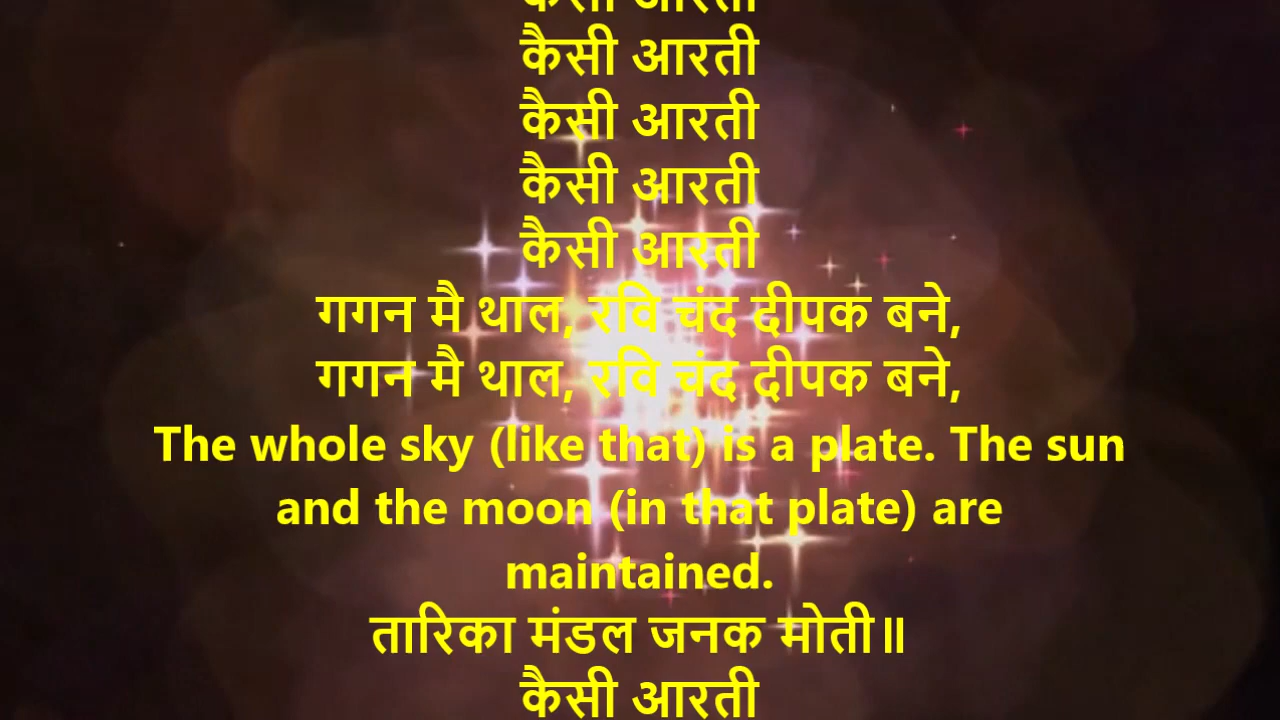 कैसी आरती
कैसी आरती
कैसी आरती
कैसी आरती
कैसी आरती
गगन मै थाल, रवि चंद दीपक बने,
गगन मै थाल, रवि चंद दीपक बने,
The whole sky (like that) is a plate. The sun
and the moon (in that plate) are
maintained.
तारिका मंडल जनक मोती॥
कैसी आरती